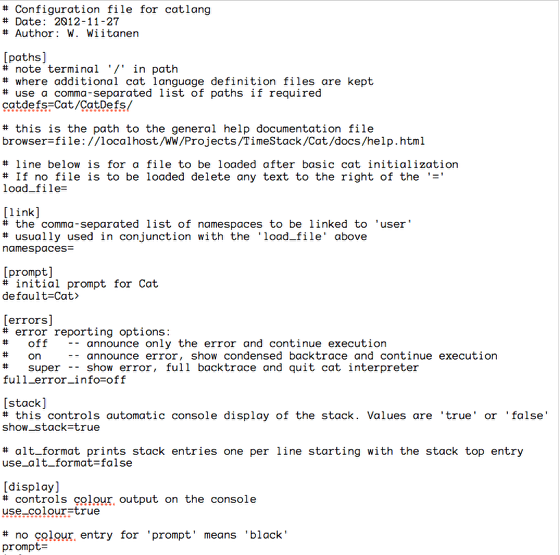 # Configuration file for catlang
# Date: 2012-11-27
# Author: W. Wiitanen
[paths]
# note terminal '/' in path
# where additional cat language definition files are kept
# use a comma-separated list of paths if required
catdefs=Cat/CatDefs/
# this is the path to the general help documentation file
browser=file://localhost/WW/Projects/TimeStack/Cat/docs/help.html
# line below is for a file to be loaded after basic cat initialization
# If no file is to be loaded delete any text to the right of the '='
load_file=
[link]
# the comma-separated list of namespaces to be linked to 'user'
# usually used in conjunction with the 'load_file' above
namespaces=
[prompt]
# initial prompt for Cat
default=Cat>
[errors]
# error reporting options:
#   off   -- announce only the error and continue execution
#   on    -- announce error, show condensed backtrace and continue execution
#   super -- show error, full backtrace and quit cat interpreter
full_error_info=off
[stack]
# this controls automatic console display of the stack. Values are 'true' or 'false'
show_stack=true
# alt_format prints stack entries one per line starting with the stack top entry
use_alt_format=false
[display]
# controls colour output on the console
use_colour=true
# no colour entry for 'prompt' means 'black'
prompt=